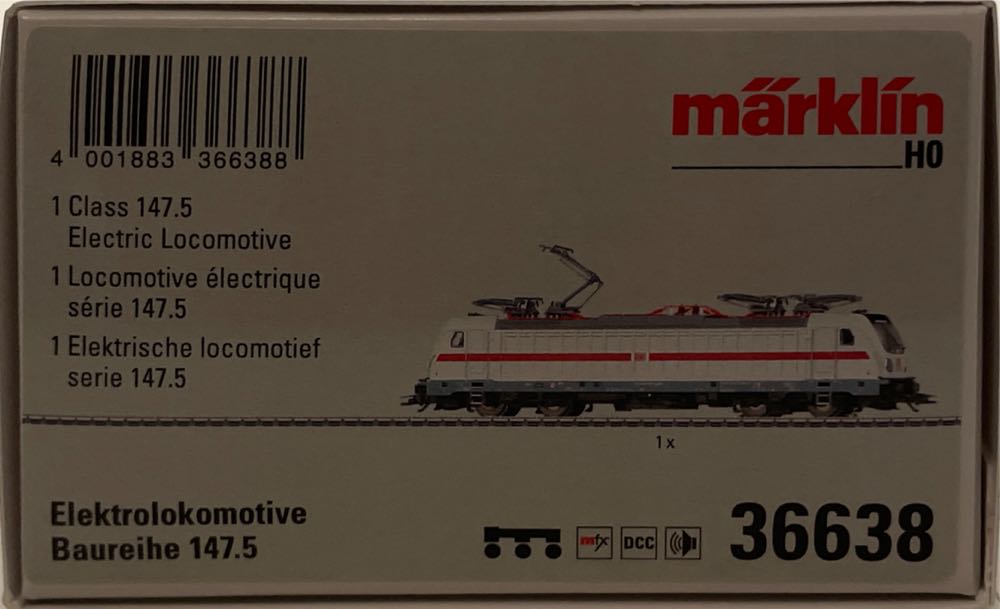 4 001883 366388
märklin
H0
1 Class 147.5
Electric Locomotive
1 Locomotive électrique
série 147.5
1 Elektrische locomotief
serie 147.5
1 x
Elektrolokomotive
Baureihe 147.5
mfx
DCC
36638